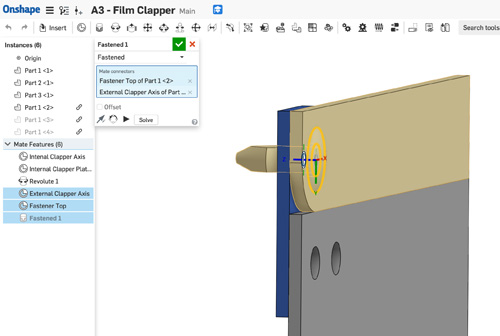 Onshape A3 - Film Clapper Main
Insert Search tools
Instances (6)
Origin
Part 1 <1>
Part 2 <1>
Part 3 <1>
Part 1 <2>
Part 1 <3>
Part 1 <4>
Mate Features (6)
Intenal Clapper Axis
Internal Clapper Plat...
Revolute 1
External Clapper Axis
Fastener Top
Fastened 1
Fastened 1
Fastened
Mate connectors
Fastener Top of Part 1 <2>
External Clapper Axis of Part ...
Offset
Solve